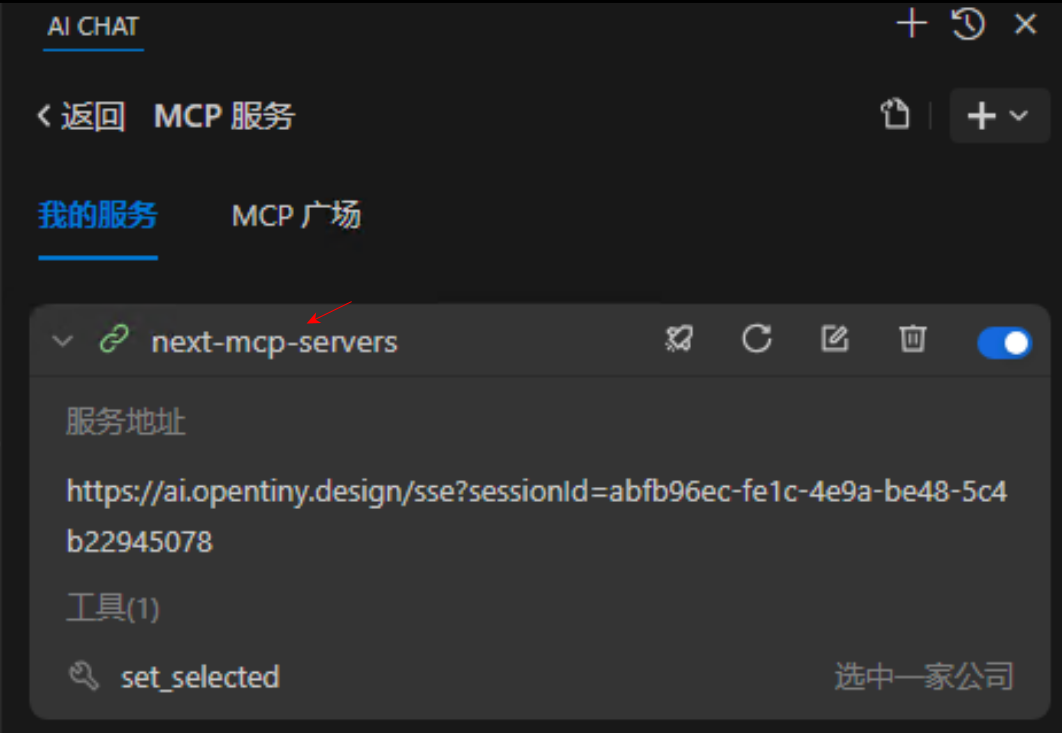 AI CHAT
返回 MCP 服务
我的服务 MCP 广场
next-mcp-servers
服务地址
https://ai.opentiny.design/sse?sessionId=abfb96ec-fe1c-4e9a-be48-5c4
b22945078
工具(1)
set_selected 选中一家公司